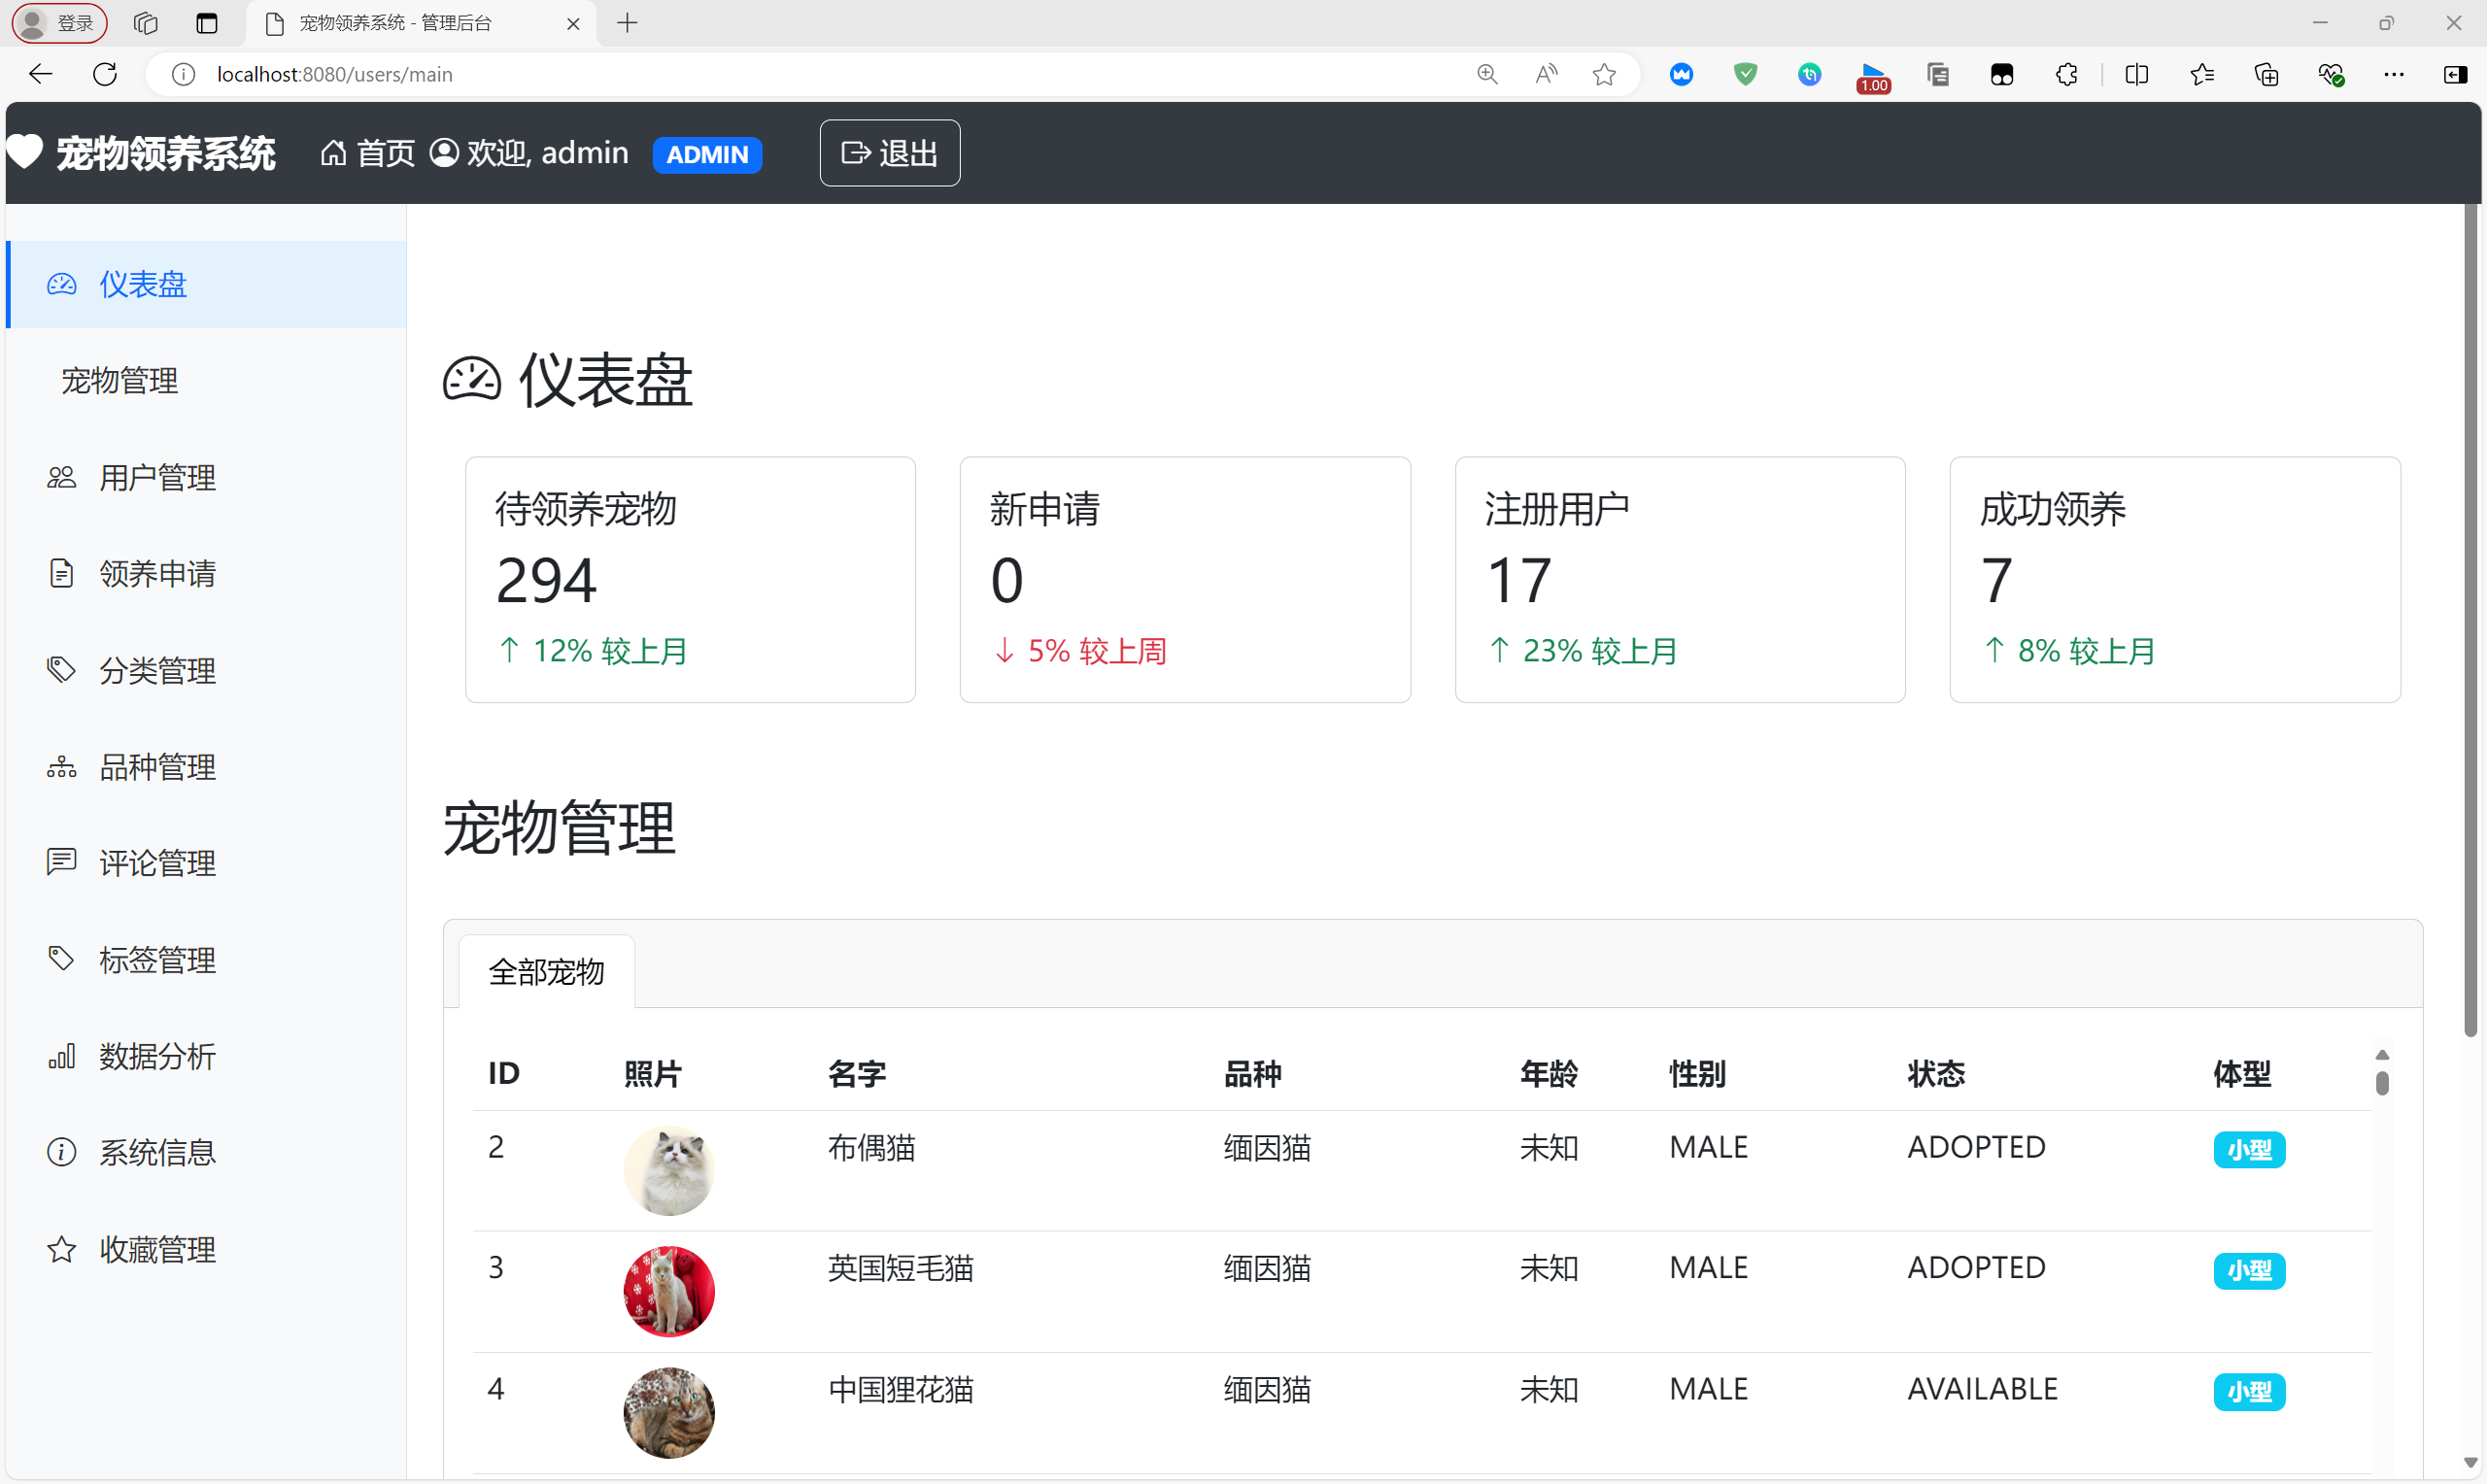 登录
宠物领养系统 - 管理后台
localhost:8080/users/main
1.00
宠物领养系统 首页 欢迎, admin ADMIN 退出
仪表盘
宠物管理
用户管理
领养申请
分类管理
品种管理
评论管理
标签管理
数据分析
系统信息
收藏管理
仪表盘
待领养宠物
294
↑ 12% 较上月
新申请
0
↓ 5% 较上周
注册用户
17
↑ 23% 较上月
成功领养
7
↑ 8% 较上月
宠物管理
全部宠物
ID 照片 名字 品种 年龄 性别 状态 体型
2 布偶猫 缅因猫 未知 MALE ADOPTED 小型
3 英国短毛猫 缅因猫 未知 MALE ADOPTED 小型
4 中国狸花猫 缅因猫 未知 MALE AVAILABLE 小型